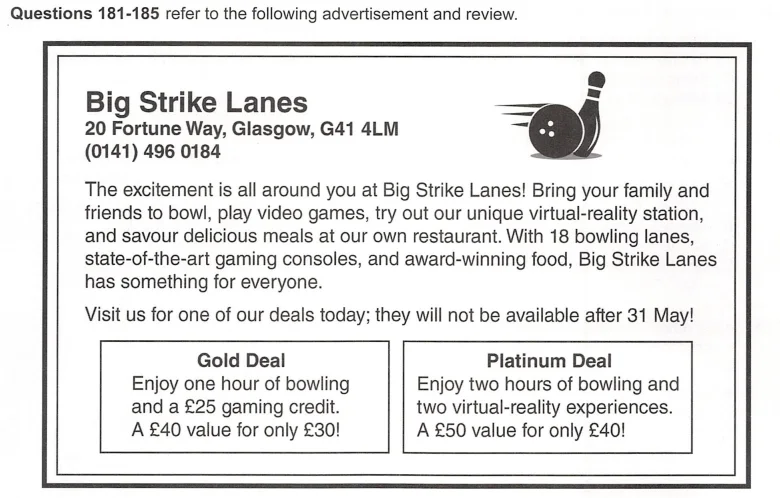 Questions 181-185 refer to the following advertisement and review.
Big Strike Lanes
20 Fortune Way, Glasgow, G41 4LM
(0141) 496 0184
The excitement is all around you at Big Strike Lanes! Bring your family and
friends to bowl, play video games, try out our unique virtual-reality station,
and savour delicious meals at our own restaurant. With 18 bowling lanes,
state-of-the-art gaming consoles, and award-winning food, Big Strike Lanes
has something for everyone.
Visit us for one of our deals today; they will not be available after 31 May!
Gold Deal
Enjoy one hour of bowling
and a £25 gaming credit.
A £40 value for only £30!
Platinum Deal
Enjoy two hours of bowling and
two virtual-reality experiences.
A £50 value for only £40!